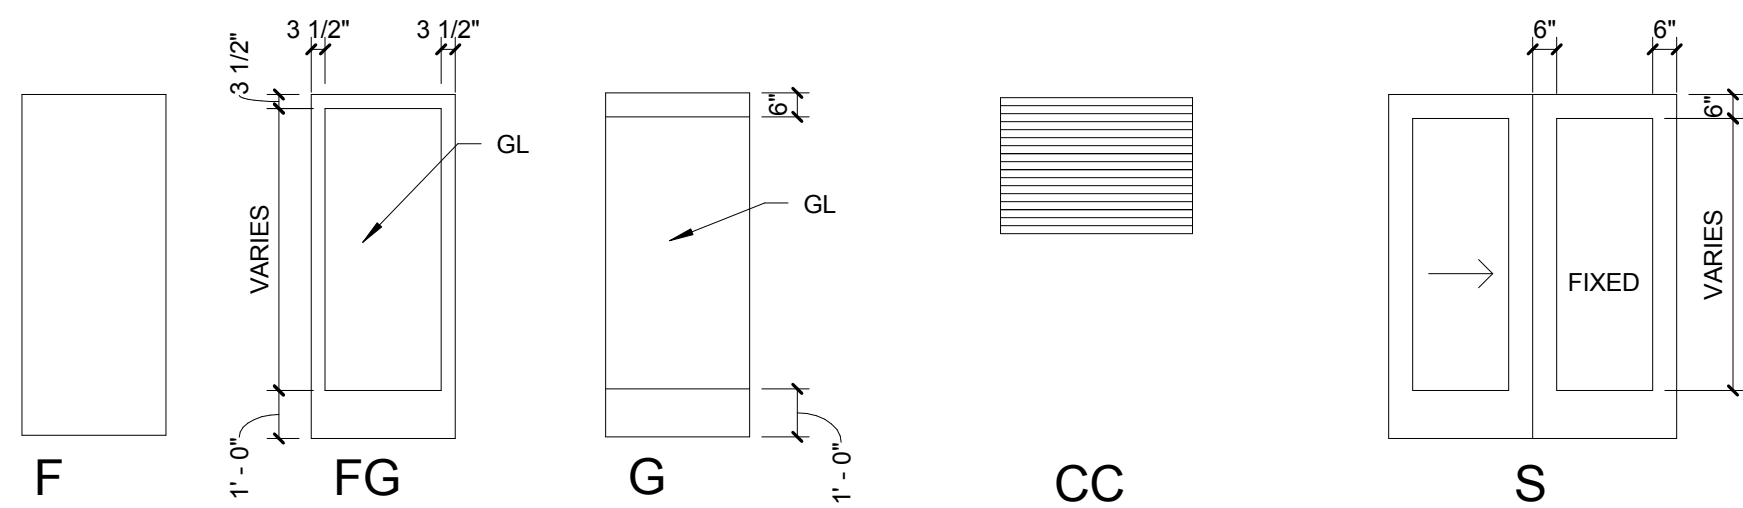 3 1/2"
3 1/2"
3 1/2"
GL
VARIES
1' - 0"
6"
GL
1' - 0"
6"
6"
6"
FIXED
VARIES
F
FG
G
CC
S